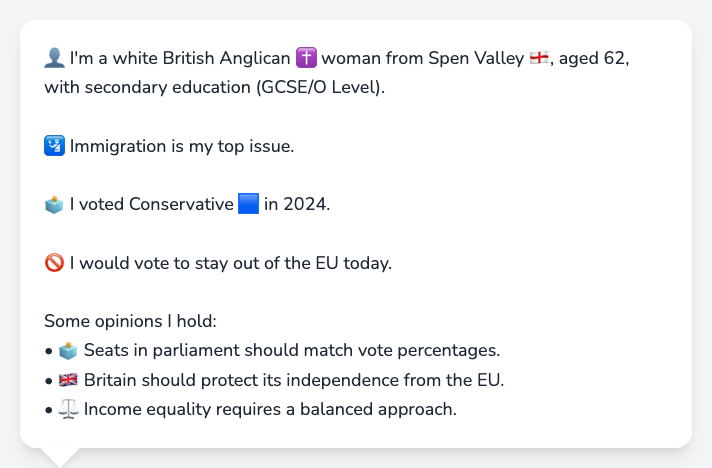 👤 I'm a white British Anglican ✝️ woman from Spen Valley 🏴󠁧󠁢󠁥󠁮󠁧󠁿, aged 62,
with secondary education (GCSE/O Level).
🛂 Immigration is my top issue.
🗳️ I voted Conservative 🟦 in 2024.
🚫 I would vote to stay out of the EU today.
Some opinions I hold:
• 🗳️ Seats in parliament should match vote percentages.
• 🇬🇧 Britain should protect its independence from the EU.
• ⚖️ Income equality requires a balanced approach.